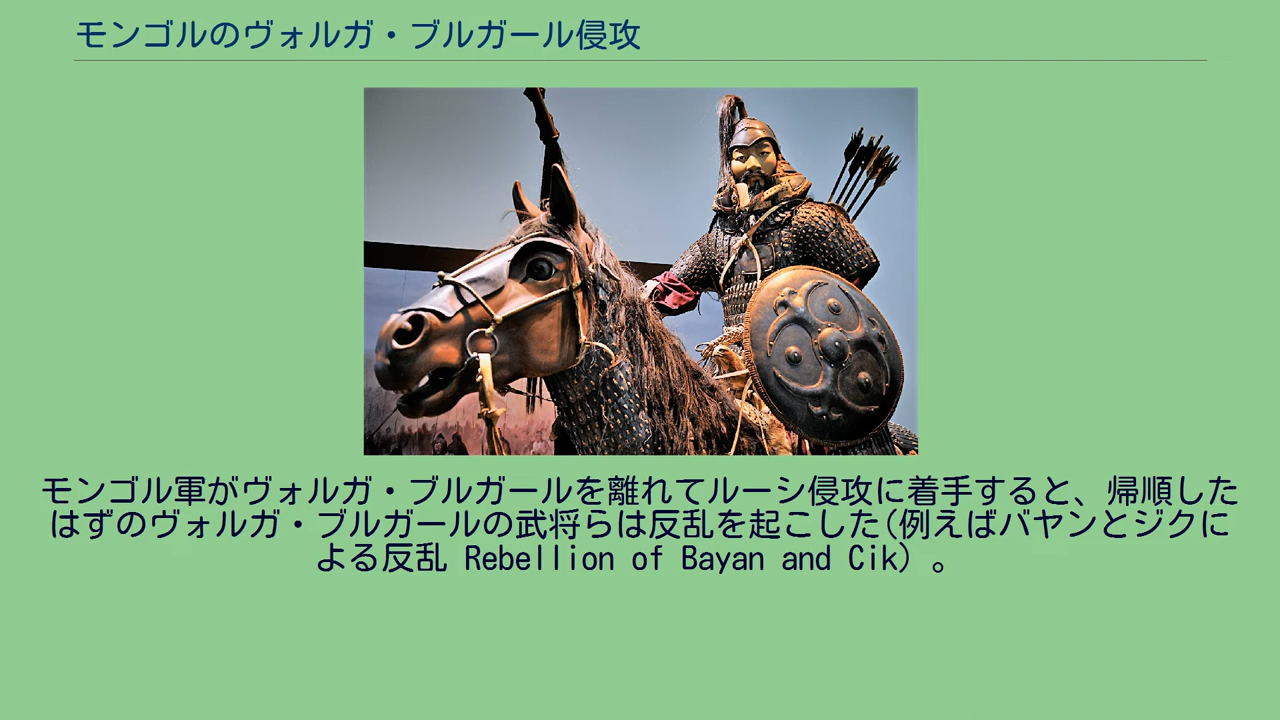 モンゴルのヴォルガ・ブルガール侵攻
モンゴル軍がヴォルガ・ブルガールを離れてルーシ侵攻に着手すると、帰順した
はずのヴォルガ・ブルガールの武将らは反乱を起こした(例えばバヤンとジクに
よる反乱 Rebellion of Bayan and Cik) 。